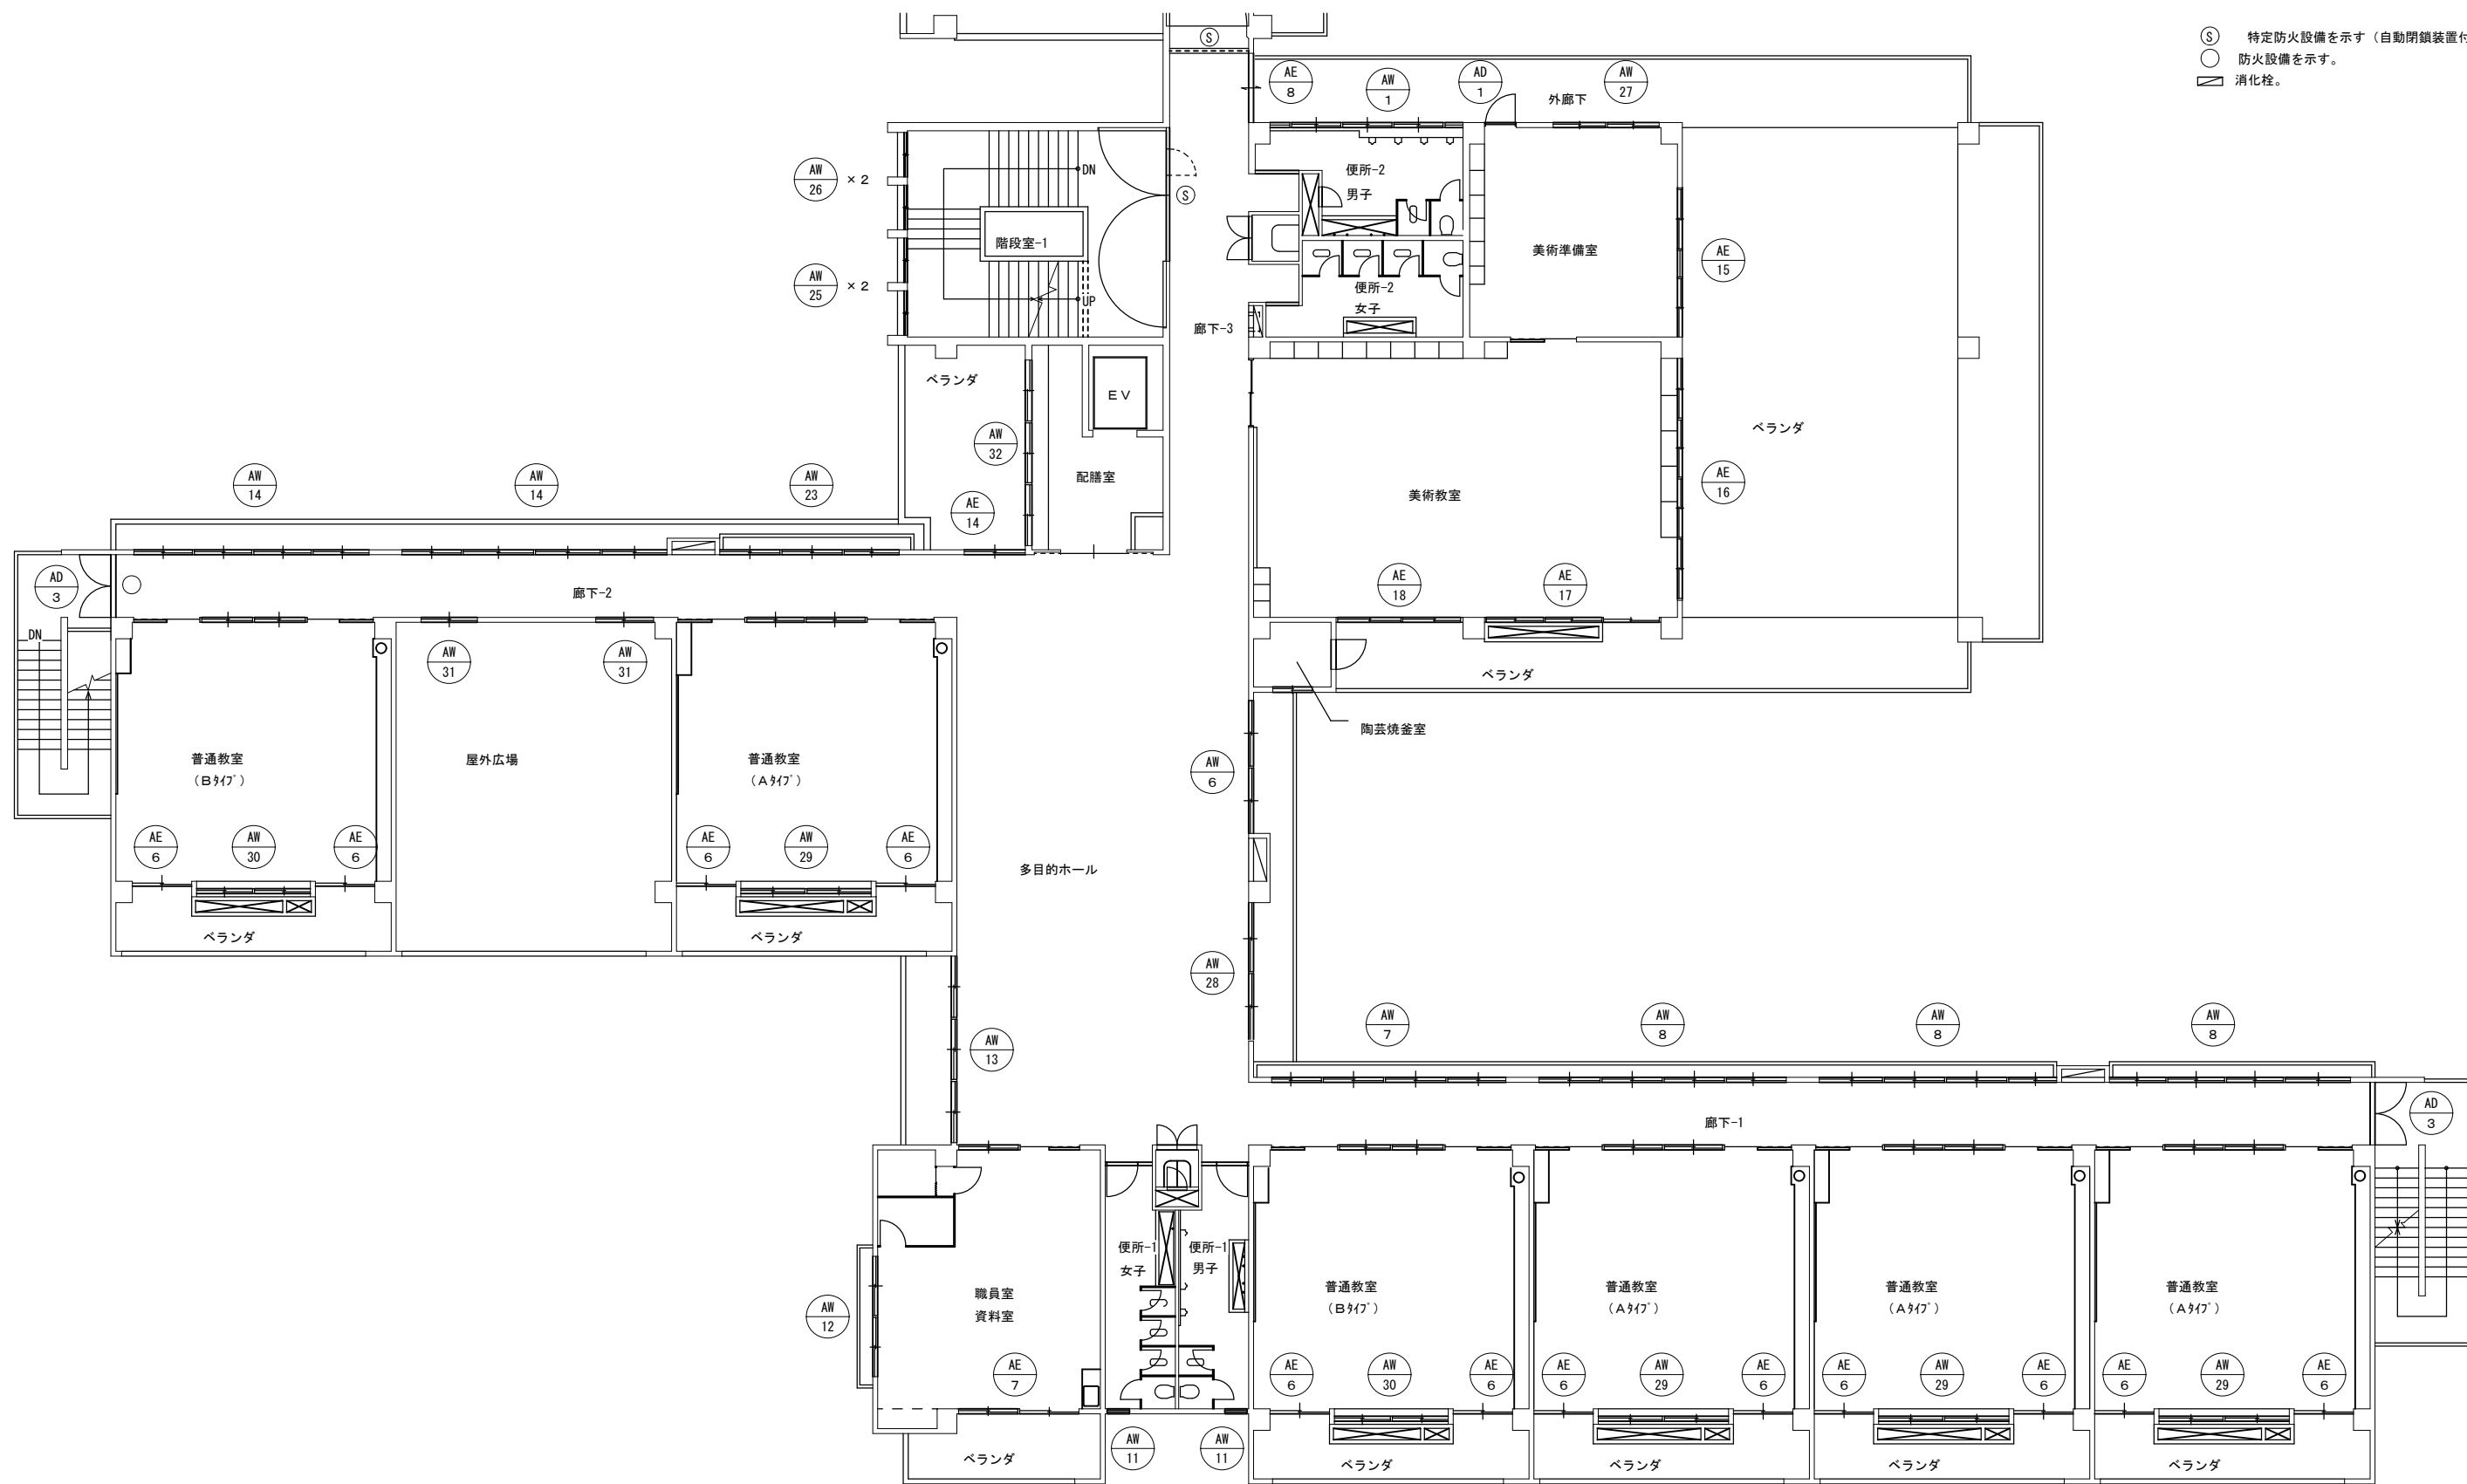 Ⓢ 特定防火設備を示す（自動閉鎖装置付
○ 防火設備を示す。
消化栓。
S
AE
8
AW
1
AD
1
外廊下
AW
27
AW
26
×2
DN
S
便所-2
男子
階段室-1
美術準備室
AE
15
AW
25
×2
UP
便所-2
女子
廊下-3
ベランダ
EV
ベランダ
AW
32
配膳室
美術教室
AE
16
AW
14
AW
14
AW
23
AE
14
AD
3
廊下-2
AE
18
AE
17
DN
AW
31
AW
31
ベランダ
陶芸焼釜室
普通教室
（Bﾀｲﾌﾟ）
屋外広場
普通教室
（Aﾀｲﾌﾟ）
AW
6
AE
6
AW
30
AE
6
AE
6
AW
29
AE
6
多目的ホール
ベランダ
ベランダ
AW
28
AW
13
AW
7
AW
8
AW
8
AW
8
廊下-1
AD
3
便所-1
女子
便所-1
男子
職員室
資料室
AW
12
普通教室
（Bﾀｲﾌﾟ）
普通教室
（Aﾀｲﾌﾟ）
普通教室
（Aﾀｲﾌﾟ）
普通教室
（Aﾀｲﾌﾟ）
AE
7
AE
6
AW
30
AE
6
AE
6
AW
29
AE
6
AE
6
AW
29
AE
6
AE
6
AW
29
AE
6
ベランダ
AW
11
AW
11
ベランダ
ベランダ
ベランダ
ベランダ